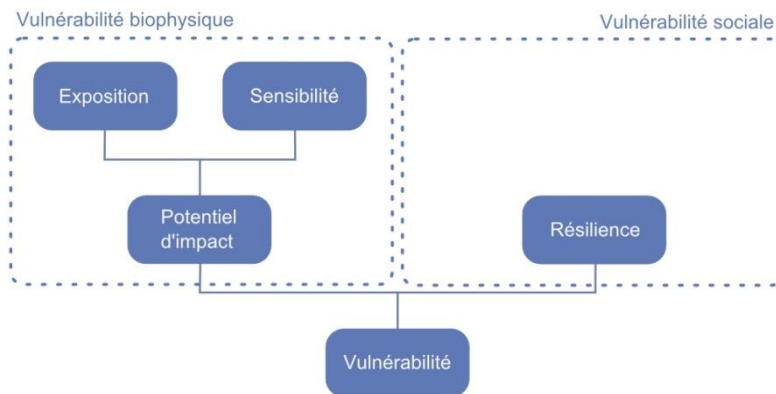 Vulnérabilité biophysique
Vulnérabilité sociale
Exposition
Sensibilité
Potentiel
d'impact
Résilience
Vulnérabilité